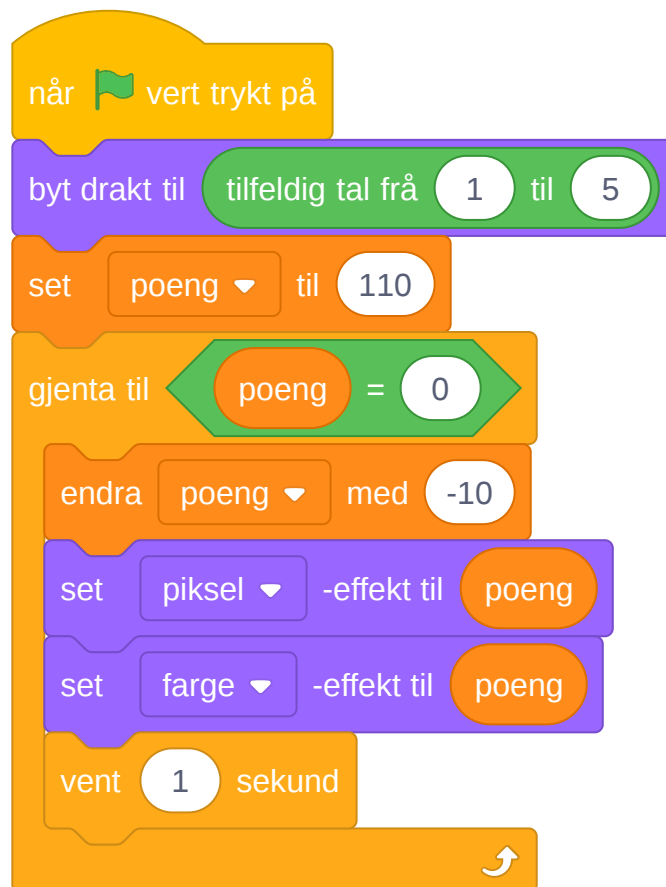 når vert trykt på
byt drakt til tilfeldig tal frå 1 til 5
set poeng til 110
gjenta til poeng = 0
endra poeng med -10
set piksel -effekt til poeng
set farge -effekt til poeng
vent 1 sekund